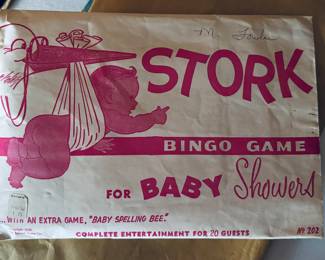 M. Fowler
STORK
BINGO GAME
FOR BABY Showers
...WITH AN EXTRA GAME, "BABY SPELLING BEE."
COMPLETE ENTERTAINMENT FOR 20 GUESTS
Nº 202